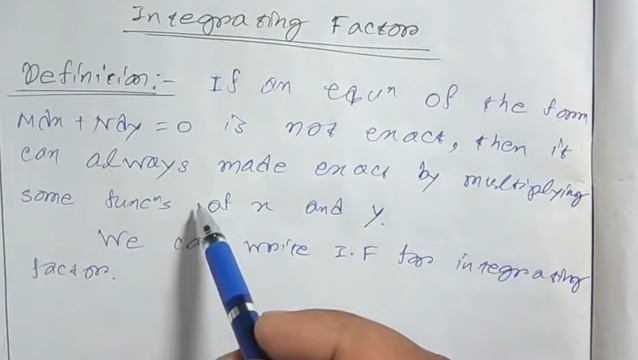 Integrating Factor
Definition:- If an equⁿ of the form
Mdx + Ndy = 0 is not exact, then it
can always made exact by multiplying
some funcⁿs of x and y.
We can write I.F for integrating
factor.